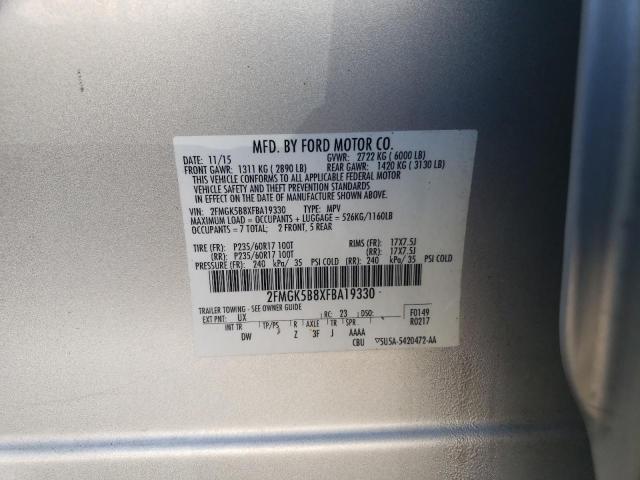 MFD. BY FORD MOTOR CO.
DATE: 11/15 GVWR: 2722 KG ( 6000 LB)
FRONT GAWR: 1311 KG ( 2890 LB) REAR GAWR: 1420 KG ( 3130 LB)
THIS VEHICLE CONFORMS TO ALL APPLICABLE FEDERAL MOTOR
VEHICLE SAFETY AND THEFT PREVENTION STANDARDS
IN EFFECT ON THE DATE OF MANUFACTURE SHOWN ABOVE.
VIN: 2FMGK5B8XFBA19330 TYPE: MPV
MAXIMUM LOAD = OCCUPANTS + LUGGAGE = 526KG/1160LB
OCCUPANTS = 7 TOTAL; 2 FRONT, 5 REAR
TIRE (FR): P235/60R17 100T RIMS (FR): 17X7.5J
(RR): P235/60R17 100T (RR): 17X7.5J
PRESSURE (FR): 240 kPa/ 35 PSI COLD (RR): 240 kPa/ 35 PSI COLD
2FMGK5B8XFBA19330
TRAILER TOWING - SEE OWNER GUIDE
EXT PNT: UX RC: 23 DSO: F0149
R0217
INT TR TP/PS R AXLE TR SPR AAAA
DW Z 3F J CBU ▽5U5A-5420472-AA